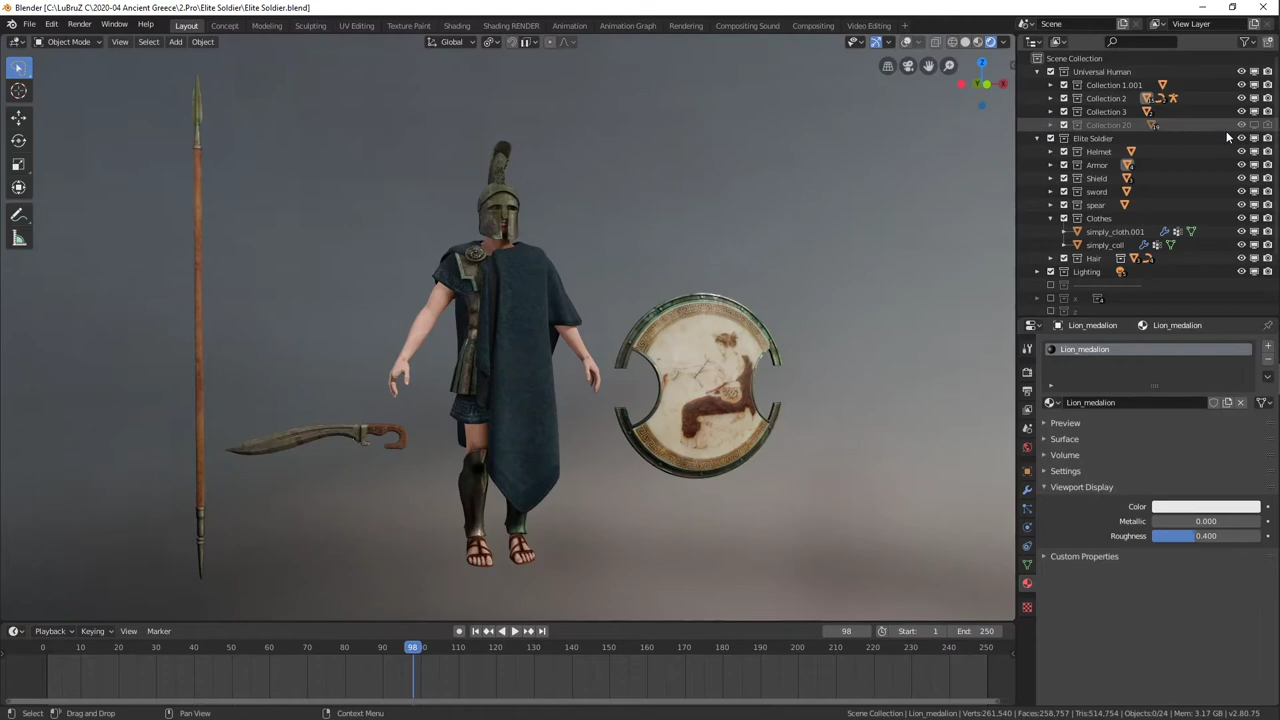 Blender [C:\LuBruZ C\2020-04 Ancient Greece\2.Pro\Elite Soldier\Elite Soldier.blend]
File Edit Render Window Help Layout Concept Modeling Sculpting UV Editing Texture Paint Shading Shading RENDER Animation Animation Graph Rendering Compositing Sound Compositing Video Editing + Scene View Layer
Object Mode View Select Add Object Global
Scene Collection
Universal Human
Collection 1.001
Collection 2
Collection 3
Collection 20
Elite Soldier
Helmet
Armor
Shield
sword
spear
Clothes
simply_cloth.001
simply_coll
Hair
Lighting
x
z
Z
X
Y
Lion_medalion Lion_medalion
Lion_medalion
Lion_medalion
Preview
Surface
Volume
Settings
Viewport Display
Color
Metallic 0.000
Roughness 0.400
Custom Properties
Playback Keying View Marker 98 Start: 1 End: 250
0 10 20 30 40 50 60 70 80 90 98 110 120 130 140 150 160 170 180 190 200 210 220 230 240 250
Select Drag and Drop Pan View Context Menu Scene Collection | Lion_medalion | Verts:261,540 | Faces:258,757 | Tris:514,754 | Objects:0/24 | Mem: 3.17 GB | v2.80.75